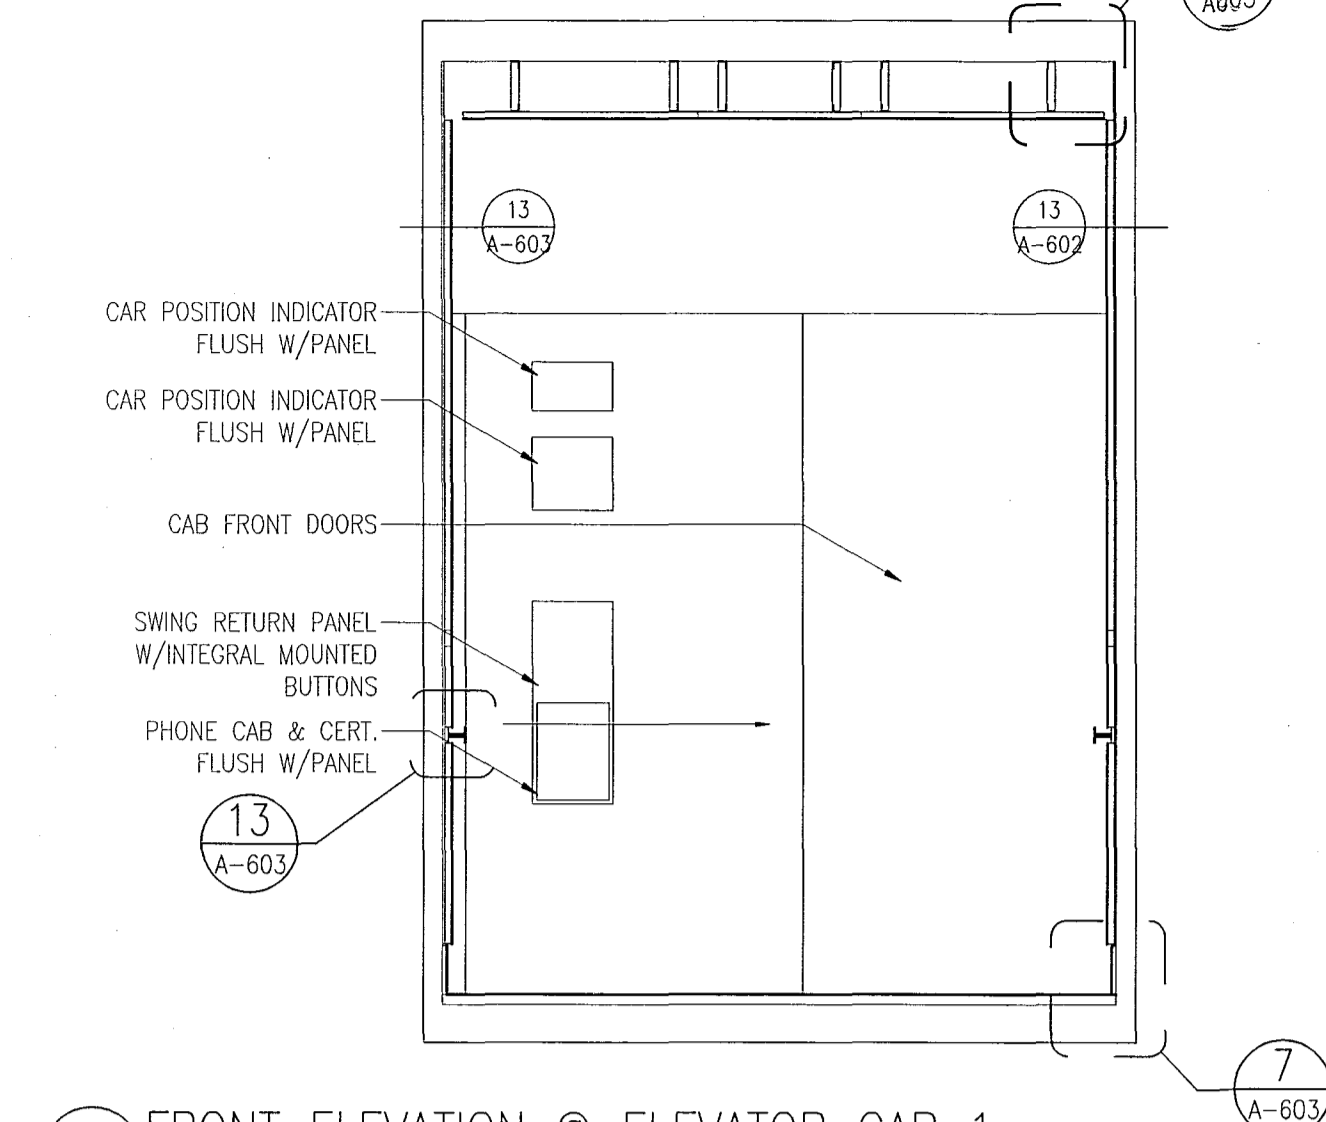 13
A-603
13
A-602
CAR POSITION INDICATOR
FLUSH W/PANEL
CAR POSITION INDICATOR
FLUSH W/PANEL
CAB FRONT DOORS
SWING RETURN PANEL
W/INTEGRAL MOUNTED
BUTTONS
PHONE CAB & CERT.
FLUSH W/PANEL
13
A-603
7
A-603
FRONT ELEVATION @ ELEVATOR CAB 1